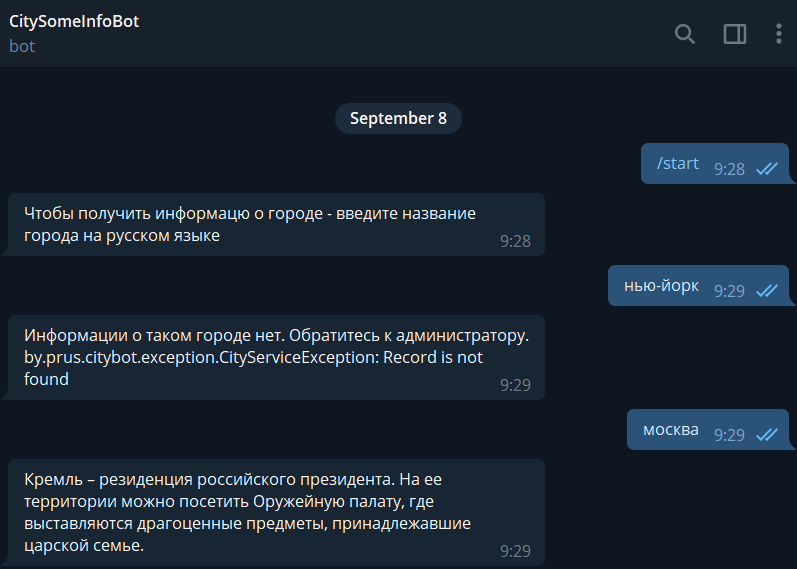 CitySomeInfoBot
bot
September 8
/start 9:28
Чтобы получить информацю о городе - введите название
города на русском языке
9:28
нью-йорк 9:29
Информации о таком городе нет. Обратитесь к администратору.
by.prus.citybot.exception.CityServiceException: Record is not
found
9:29
москва 9:29
Кремль – резиденция российского президента. На ее
территории можно посетить Оружейную палату, где
выставляются драгоценные предметы, принадлежавшие
царской семье.
9:29